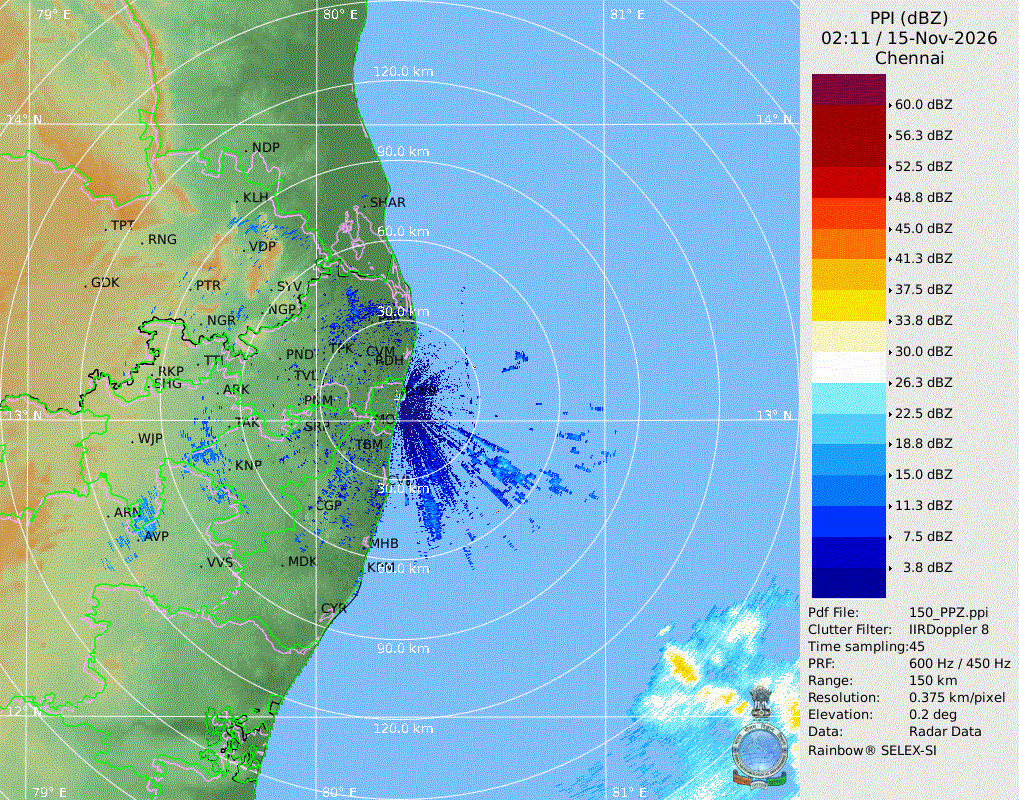 79° E
80° E
81° E
120.0 km
14° N
14° N
NDP
90.0 km
KLH
SHAR
TPT
RNG
60.0 km
VDP
GDK
PTR
SYV
NGP
30.0 km
NGR
PND
CVM
RDH
TTI
RKP
SHG
TVL
ARK
PNM
13° N
13° N
TAK
SRP
MO
WJP
TBM
KNP
30.0 km
CGP
ARN
AVP
MHB
VVS
MDK
60.0 km
CYR
90.0 km
12° N
120.0 km
79° E
80° E
81° E
PPI (dBZ)
02:11 / 15-Nov-2026
Chennai
60.0 dBZ
56.3 dBZ
52.5 dBZ
48.8 dBZ
45.0 dBZ
41.3 dBZ
37.5 dBZ
33.8 dBZ
30.0 dBZ
26.3 dBZ
22.5 dBZ
18.8 dBZ
15.0 dBZ
11.3 dBZ
7.5 dBZ
3.8 dBZ
Pdf File: 150_PPZ.ppi
Clutter Filter: IIRDoppler 8
Time sampling:45
PRF: 600 Hz / 450 Hz
Range: 150 km
Resolution: 0.375 km/pixel
Elevation: 0.2 deg
Data: Radar Data
Rainbow® SELEX-SI